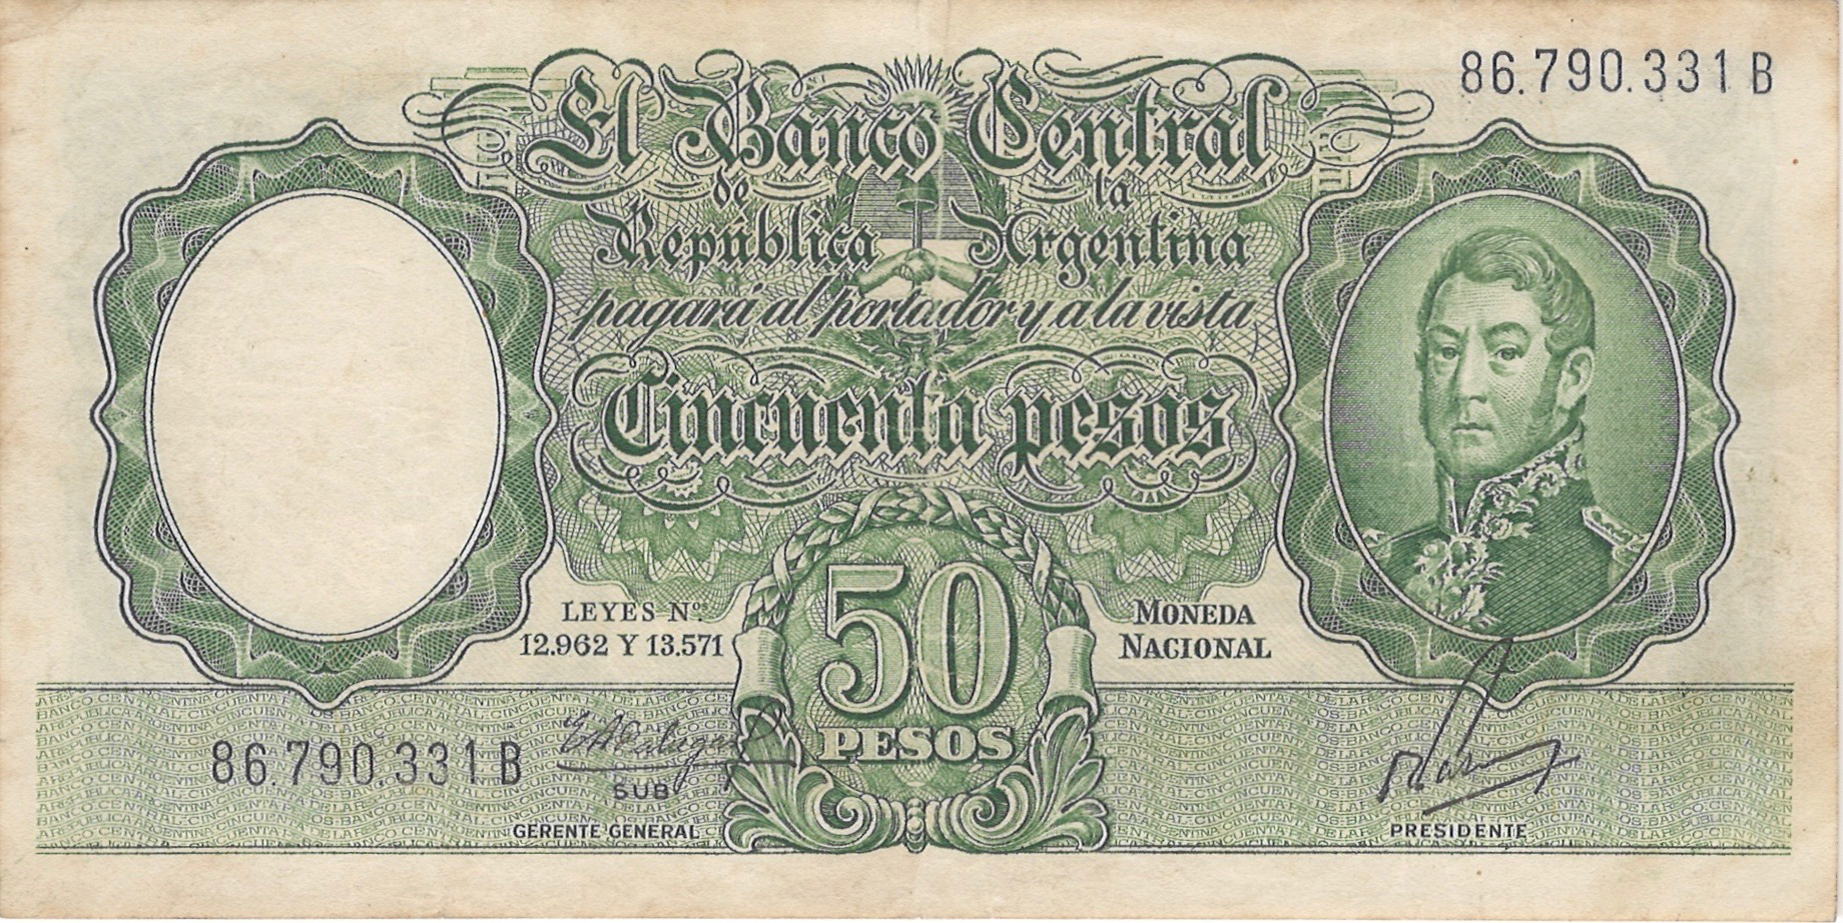 86.790.331 B
El Banco Central
de la
República Argentina
pagará al portador y a la vista
Cincuenta pesos
LEYES Nos.
12.962 Y 13.571
MONEDA
NACIONAL
50
PESOS
86.790.331 B
SUB
GERENTE GENERAL
PRESIDENTE